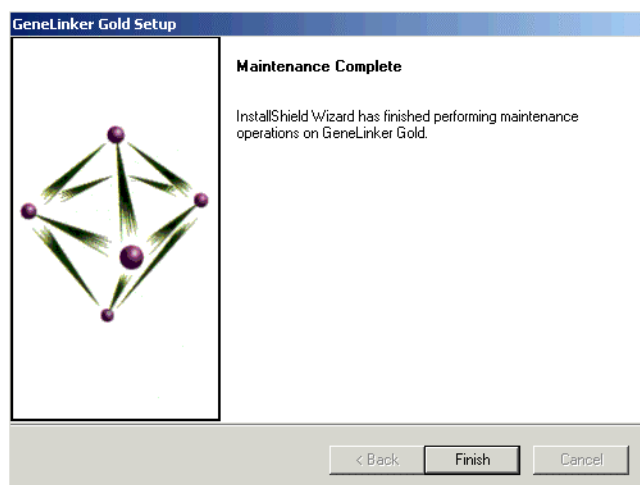 GeneLinker Gold Setup
Maintenance Complete
InstallShield Wizard has finished performing maintenance
operations on GeneLinker Gold.
< Back
Finish
Cancel